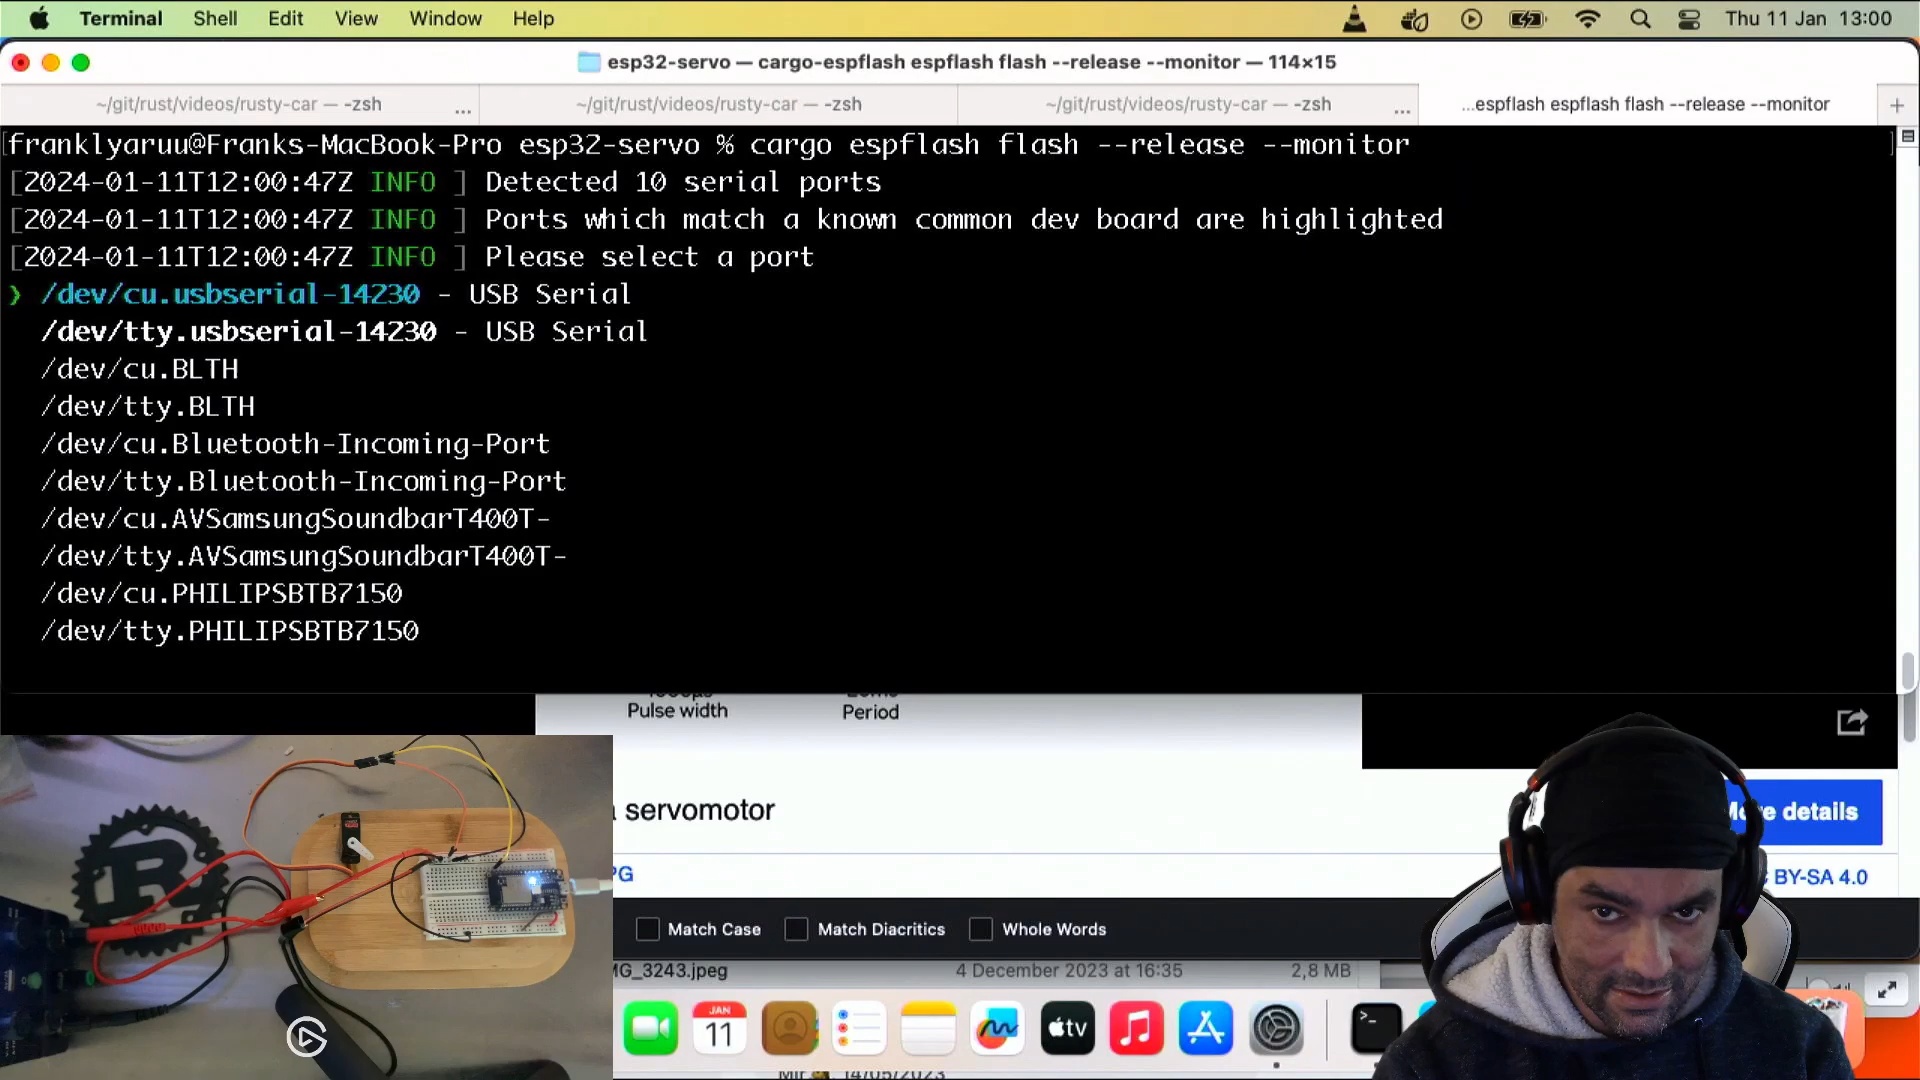 Terminal Shell Edit View Window Help Thu 11 Jan 13:00
esp32-servo — cargo-espflash espflash flash --release --monitor — 114×15
~/git/rust/videos/rusty-car — -zsh ... ~/git/rust/videos/rusty-car — -zsh ~/git/rust/videos/rusty-car — -zsh ... ...espflash espflash flash --release --monitor +
[franklyaruu@Franks-MacBook-Pro esp32-servo % cargo espflash flash --release --monitor ]
[2024-01-11T12:00:47Z INFO ] Detected 10 serial ports
[2024-01-11T12:00:47Z INFO ] Ports which match a known common dev board are highlighted
[2024-01-11T12:00:47Z INFO ] Please select a port
❯ /dev/cu.usbserial-14230 - USB Serial
/dev/tty.usbserial-14230 - USB Serial
/dev/cu.BLTH
/dev/tty.BLTH
/dev/cu.Bluetooth-Incoming-Port
/dev/tty.Bluetooth-Incoming-Port
/dev/cu.AVSamsungSoundbarT400T-
/dev/tty.AVSamsungSoundbarT400T-
/dev/cu.PHILIPSBTB7150
/dev/tty.PHILIPSBTB7150
Pulse width Period
servomotor
More details
PG
BY-SA 4.0
Match Case Match Diacritics Whole Words
MG_3243.jpeg 4 December 2023 at 16:35 2,8 MB
JAN
11
tv
>_
R